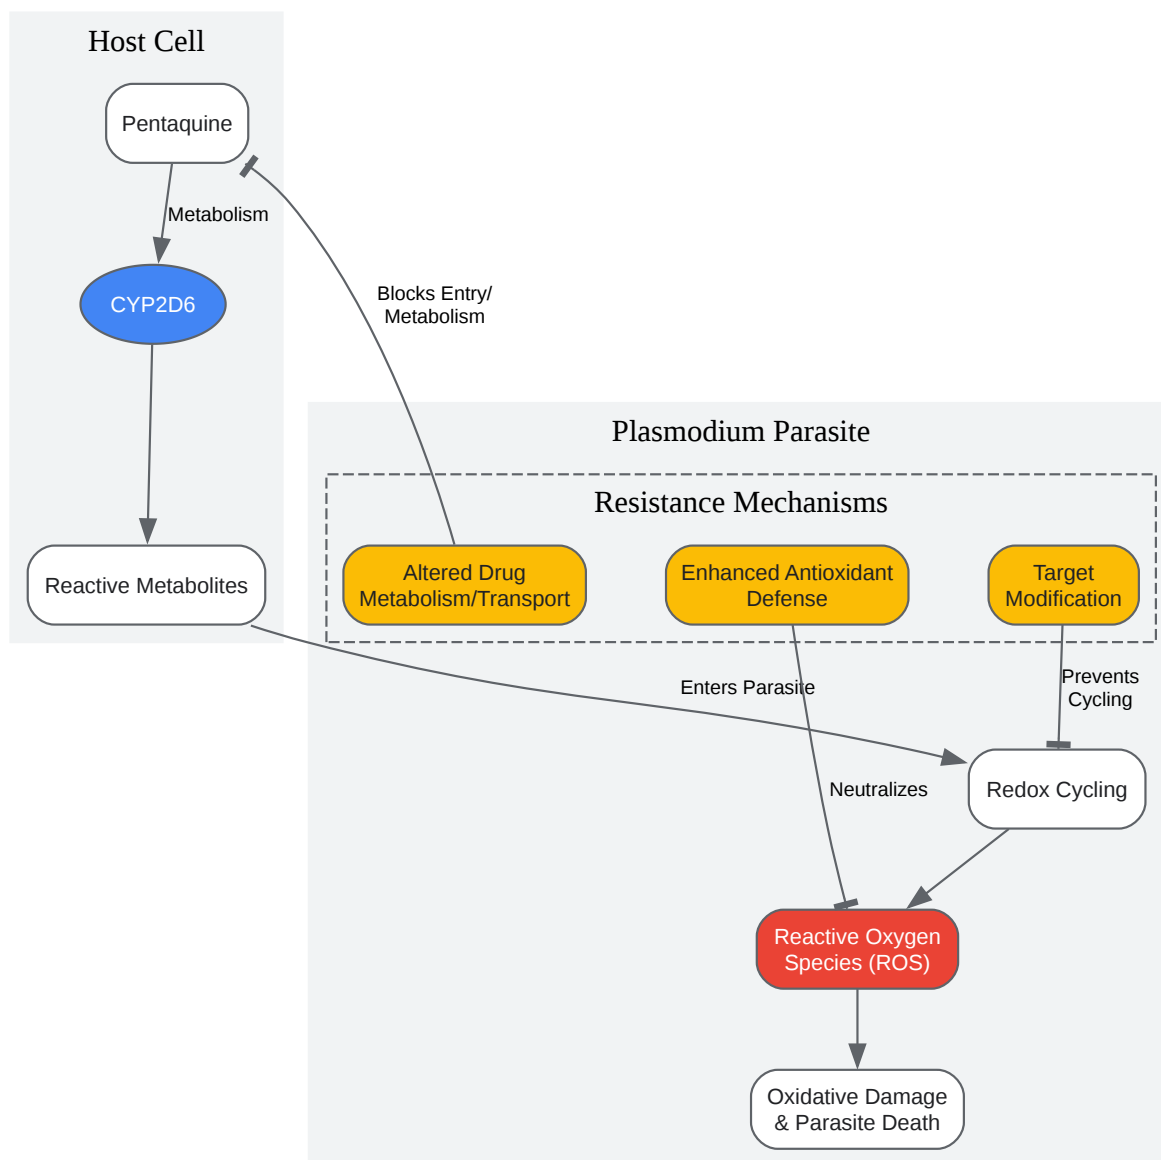 Host Cell
Pentaquine
Metabolism
CYP2D6
Blocks Entry/
Metabolism
Plasmodium Parasite
Resistance Mechanisms
Reactive Metabolites
Altered Drug
Metabolism/Transport
Enhanced Antioxidant
Defense
Target
Modification
Enters Parasite
Prevents
Cycling
Neutralizes
Redox Cycling
Reactive Oxygen
Species (ROS)
Oxidative Damage
& Parasite Death